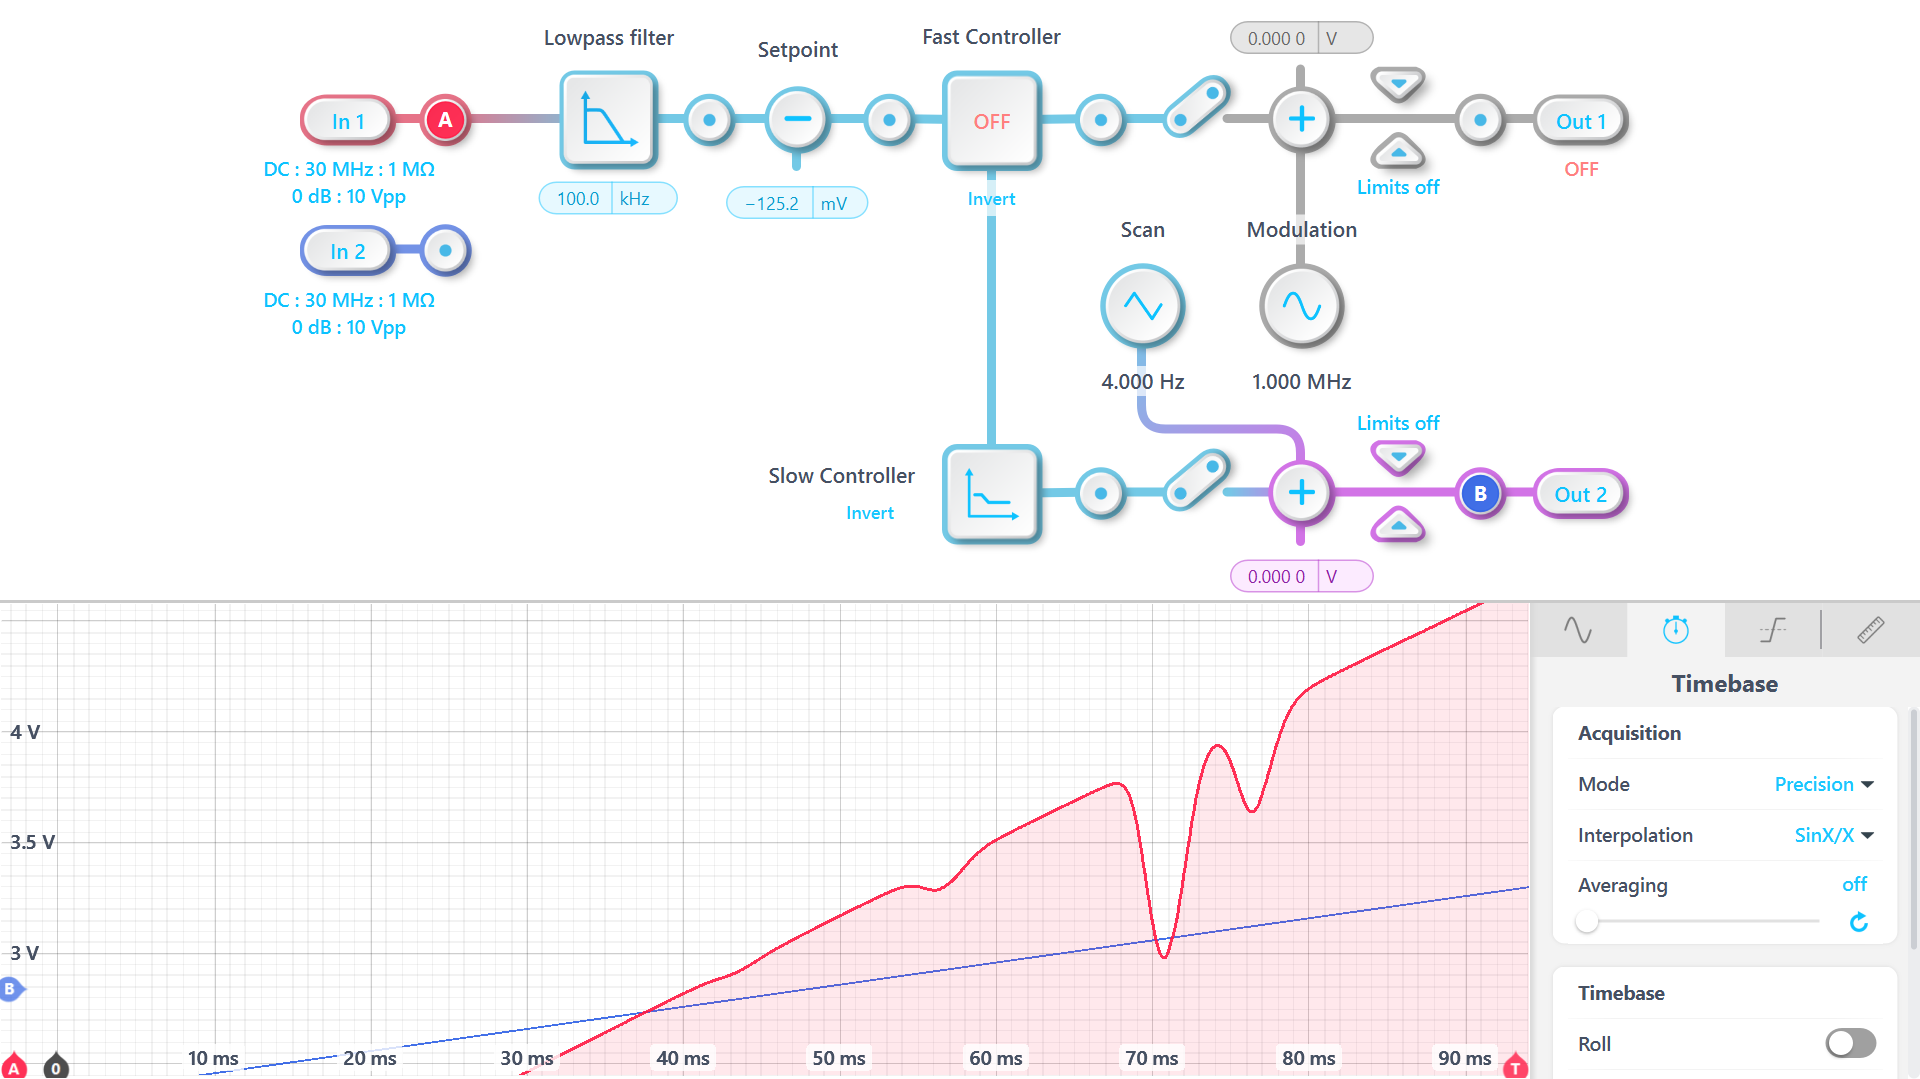 Lowpass filter
Setpoint
Fast Controller
0.000 0 V
In 1
A
OFF
Out 1
OFF
DC : 30 MHz : 1 MΩ
0 dB : 10 Vpp
100.0 kHz
−125.2 mV
Invert
Limits off
In 2
DC : 30 MHz : 1 MΩ
0 dB : 10 Vpp
Scan
Modulation
4.000 Hz
1.000 MHz
Limits off
Slow Controller
Invert
B
Out 2
0.000 0 V
4 V
3.5 V
3 V
B
10 ms
20 ms
30 ms
40 ms
50 ms
60 ms
70 ms
80 ms
90 ms
A
0
T
Timebase
Acquisition
Mode Precision
Interpolation SinX/X
Averaging off
Timebase
Roll